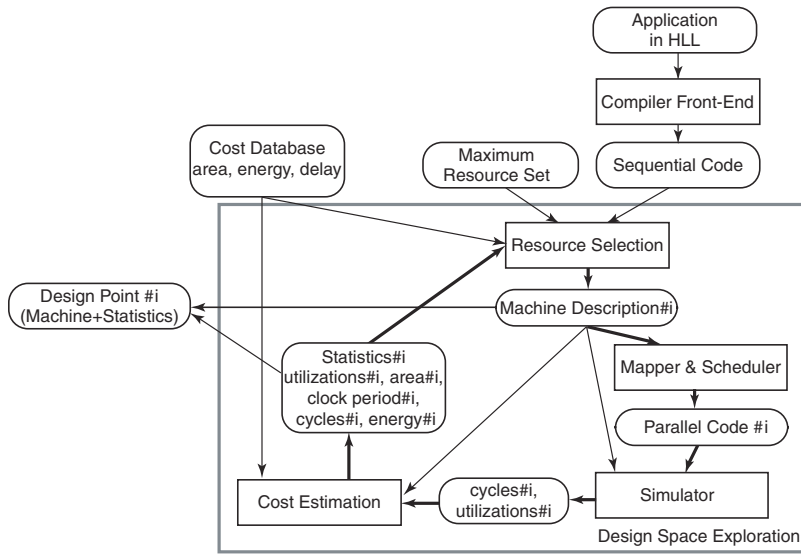 Application
in HLL
Compiler Front-End
Cost Database
area, energy, delay
Maximum
Resource Set
Sequential Code
Resource Selection
Design Point #i
(Machine+Statistics)
Machine Description#i
Statistics#i
utilizations#i, area#i,
clock period#i,
cycles#i, energy#i
Mapper & Scheduler
Parallel Code #i
Cost Estimation
cycles#i,
utilizations#i
Simulator
Design Space Exploration